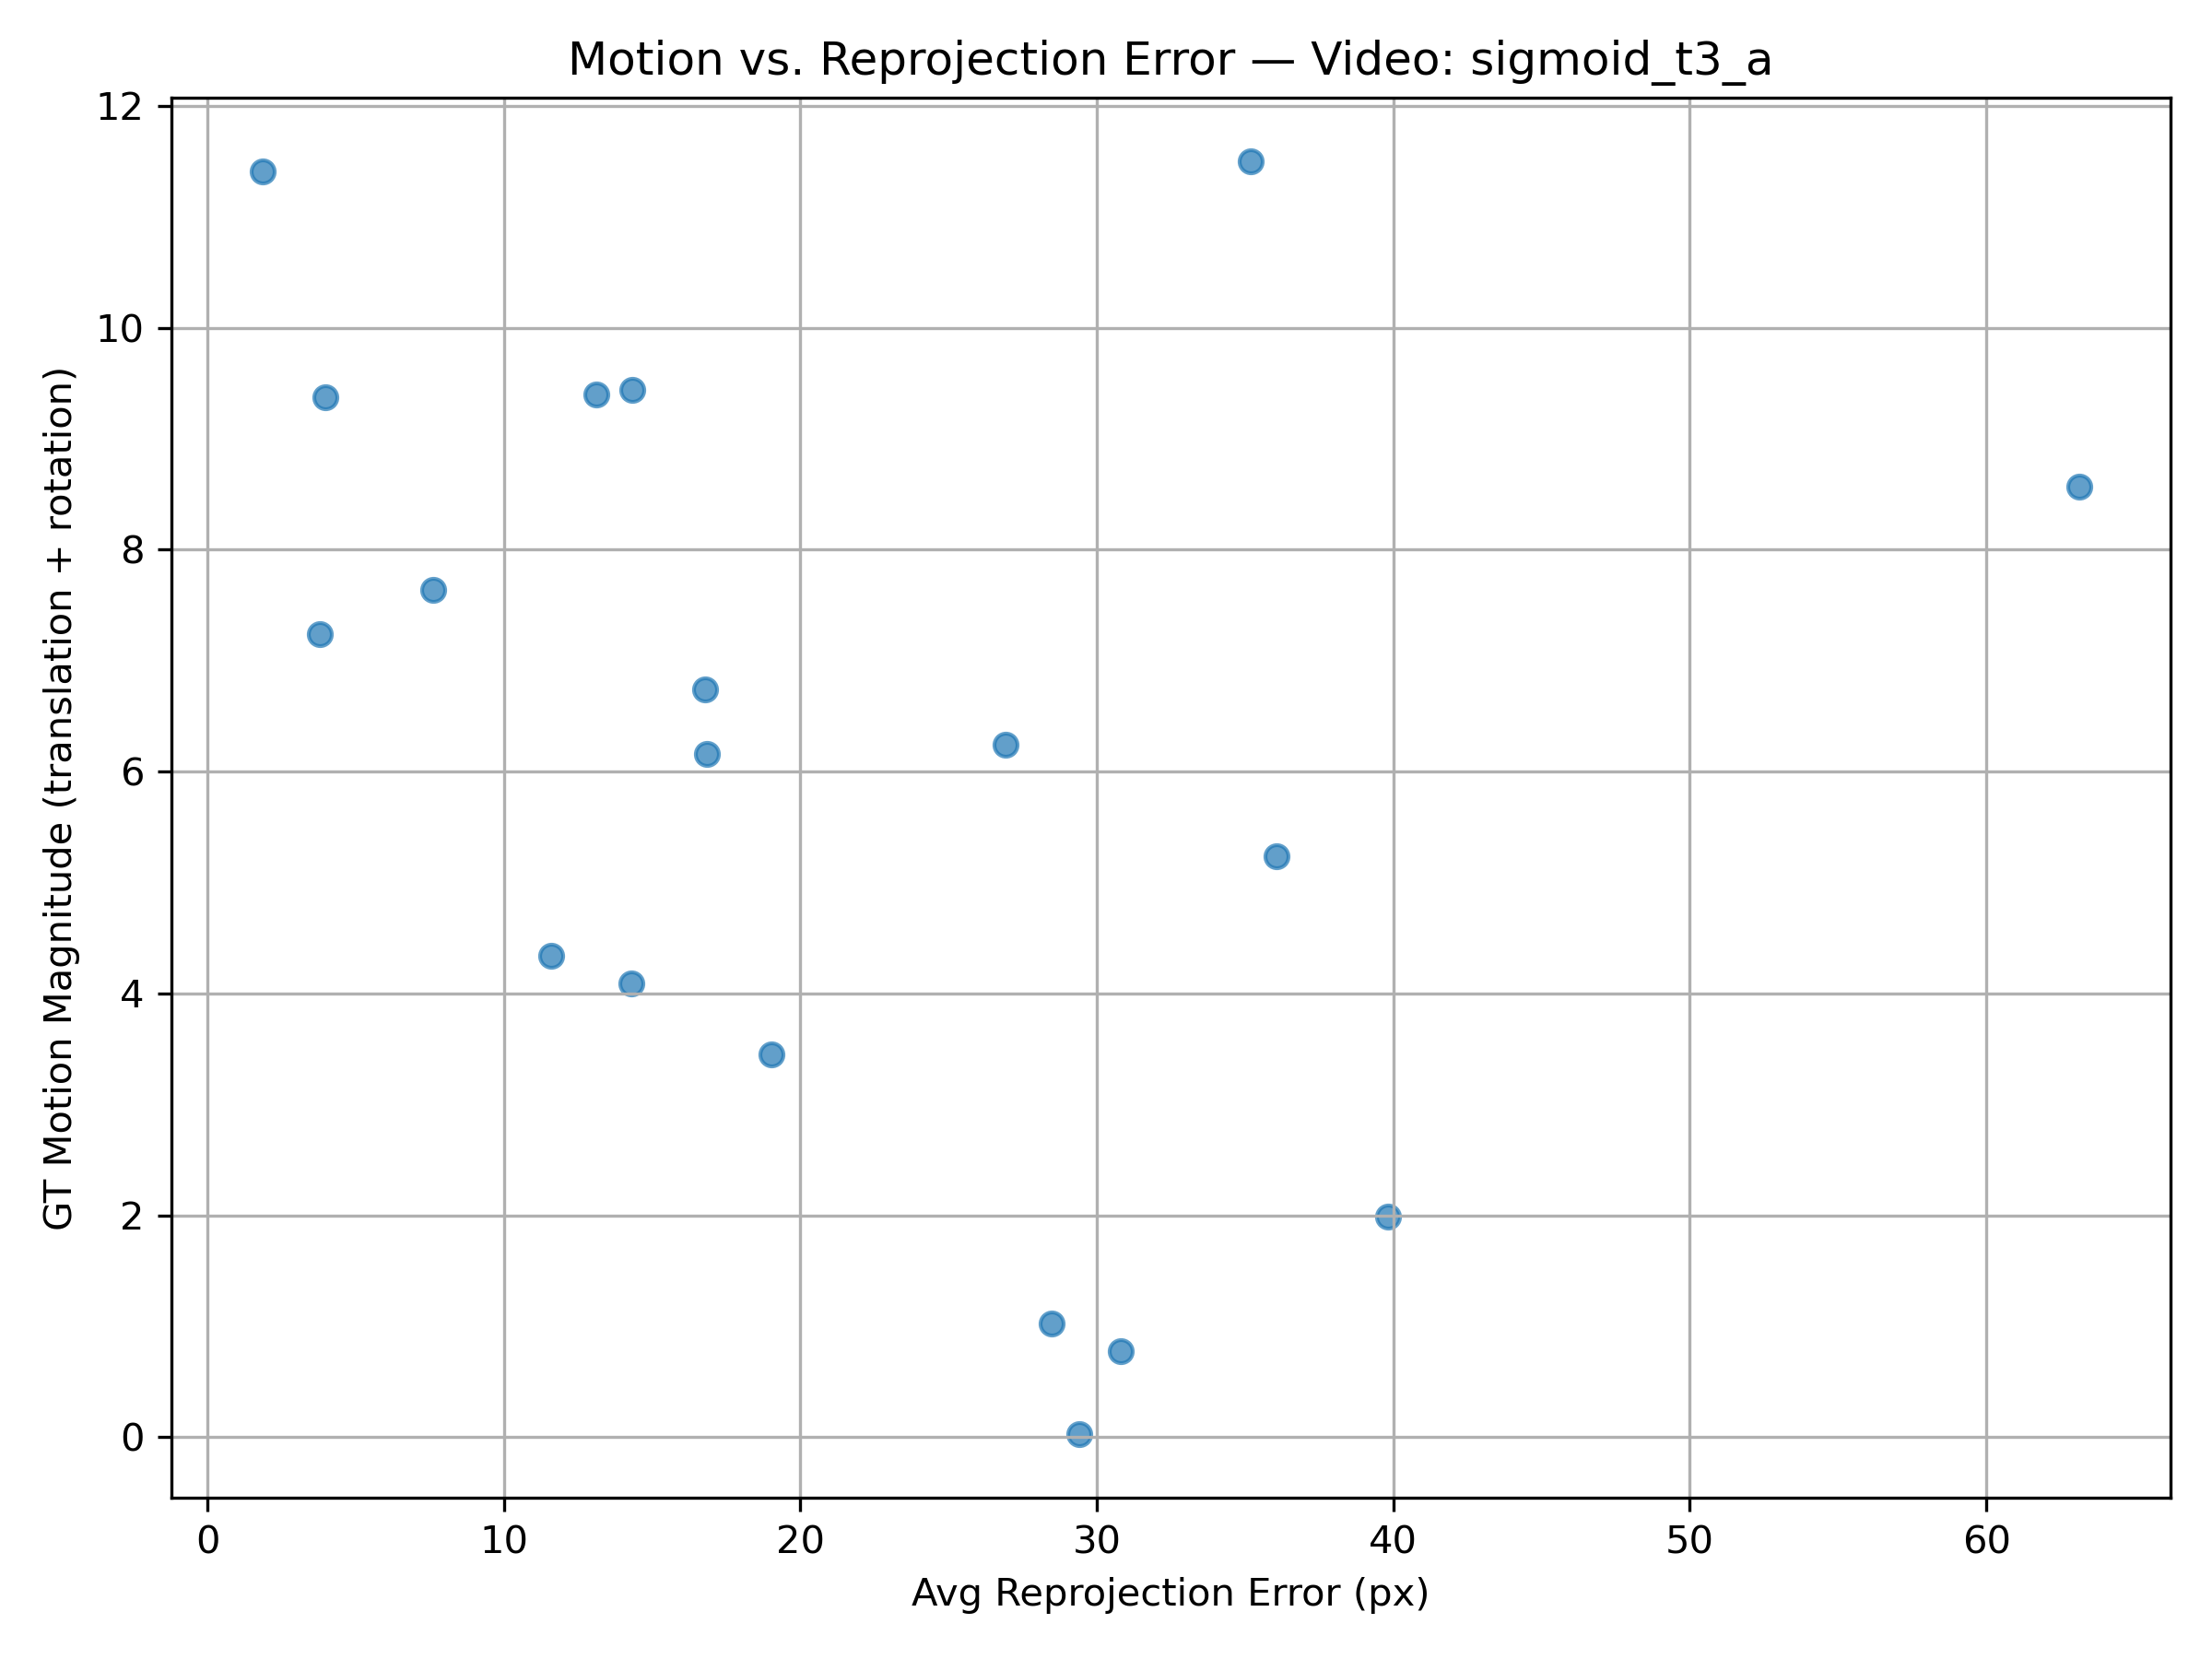 Motion vs. Reprojection Error — Video: sigmoid_t3_a
12
10
8
6
4
2
0
GT Motion Magnitude (translation + rotation)
0 10 20 30 40 50 60
Avg Reprojection Error (px)